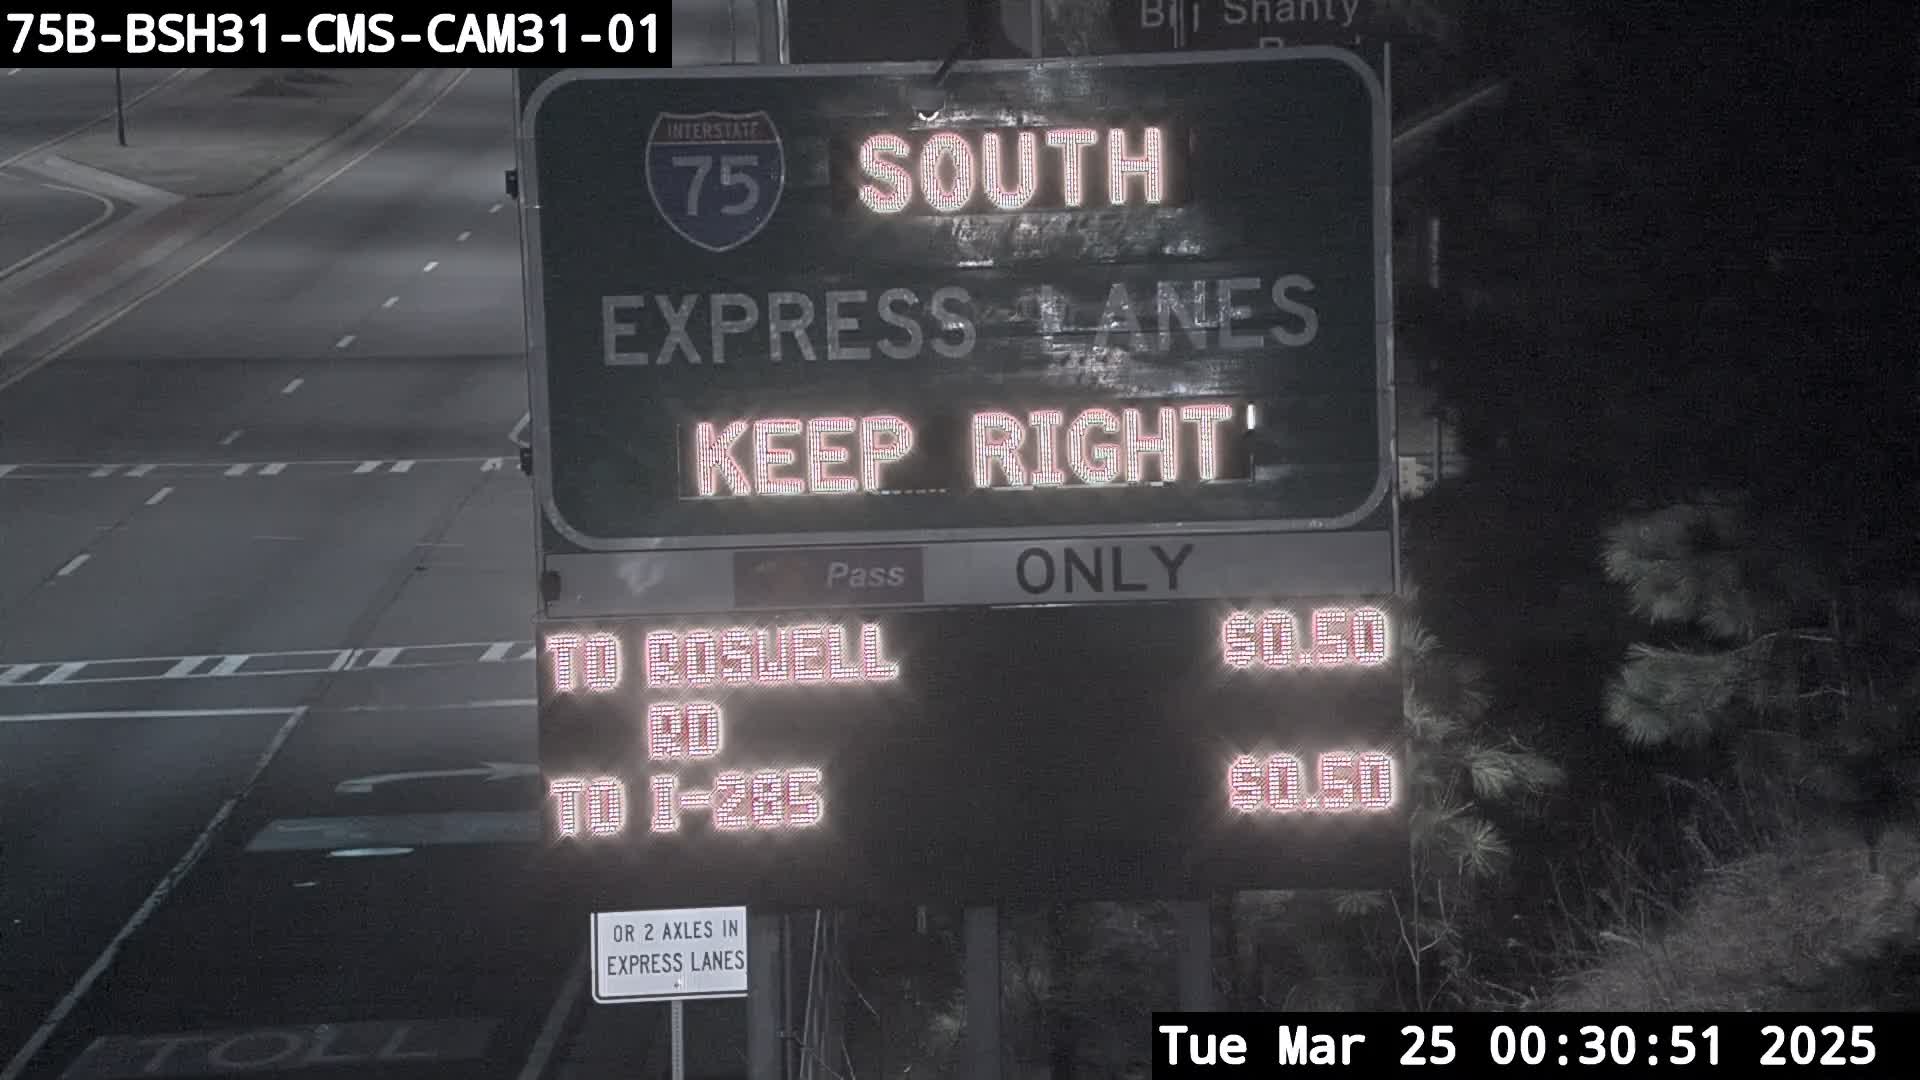 75B-BSH31-CMS-CAM31-01
Shanty
INTERSTATE
75
SOUTH
EXPRESS LANES
KEEP RIGHT
Pass ONLY
TO ROSWELL $0.50
RD
TO I-285 $0.50
OR 2 AXLES IN
EXPRESS LANES
TOLL
Tue Mar 25 00:30:51 2025